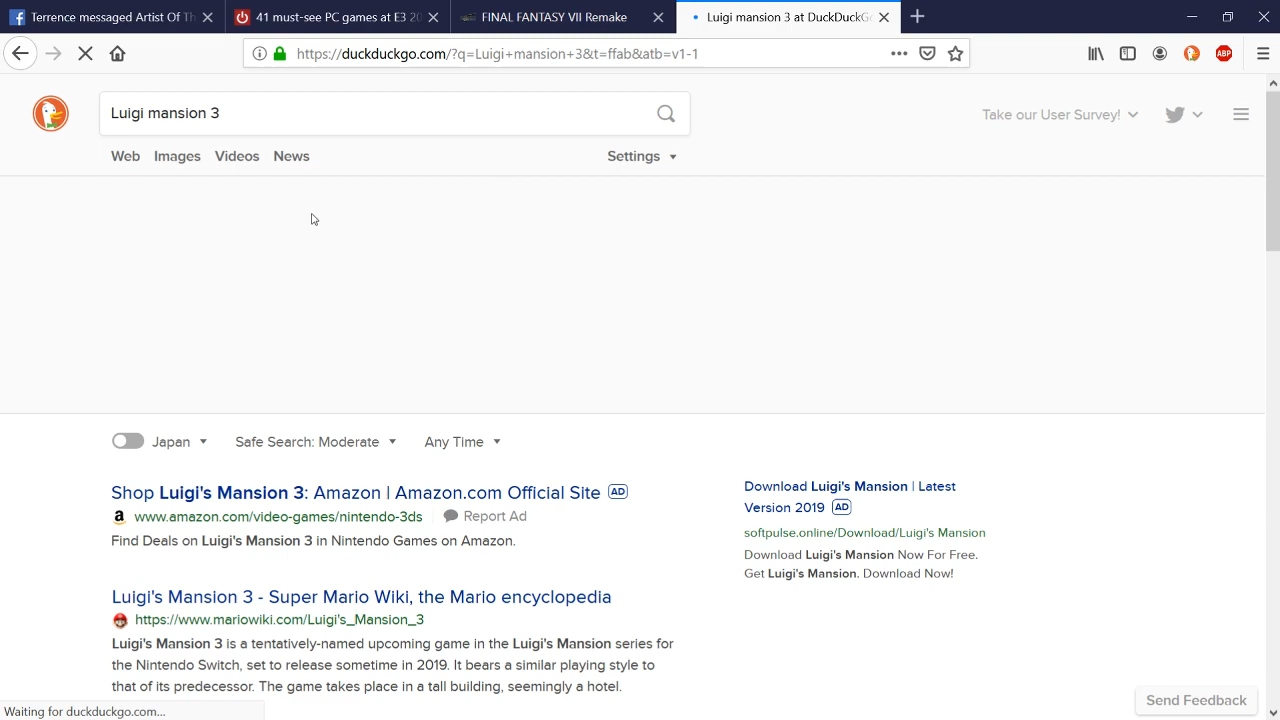 Terrence messaged Artist Of Th
41 must-see PC games at E3 20
FINAL FANTASY VII Remake
Luigi mansion 3 at DuckDuckG
https://duckduckgo.com/?q=Luigi+mansion+3&t=ffab&atb=v1-1
ABP
Luigi mansion 3
Take our User Survey!
Web Images Videos News Settings
Japan Safe Search: Moderate Any Time
Shop Luigi's Mansion 3: Amazon | Amazon.com Official Site AD
www.amazon.com/video-games/nintendo-3ds Report Ad
Find Deals on Luigi's Mansion 3 in Nintendo Games on Amazon.
Download Luigi's Mansion | Latest
Version 2019 AD
softpulse.online/Download/Luigi's Mansion
Download Luigi's Mansion Now For Free.
Get Luigi's Mansion. Download Now!
Luigi's Mansion 3 - Super Mario Wiki, the Mario encyclopedia
https://www.mariowiki.com/Luigi's_Mansion_3
Luigi's Mansion 3 is a tentatively-named upcoming game in the Luigi's Mansion series for
the Nintendo Switch, set to release sometime in 2019. It bears a similar playing style to
that of its predecessor. The game takes place in a tall building, seemingly a hotel.
Send Feedback
Waiting for duckduckgo.com...